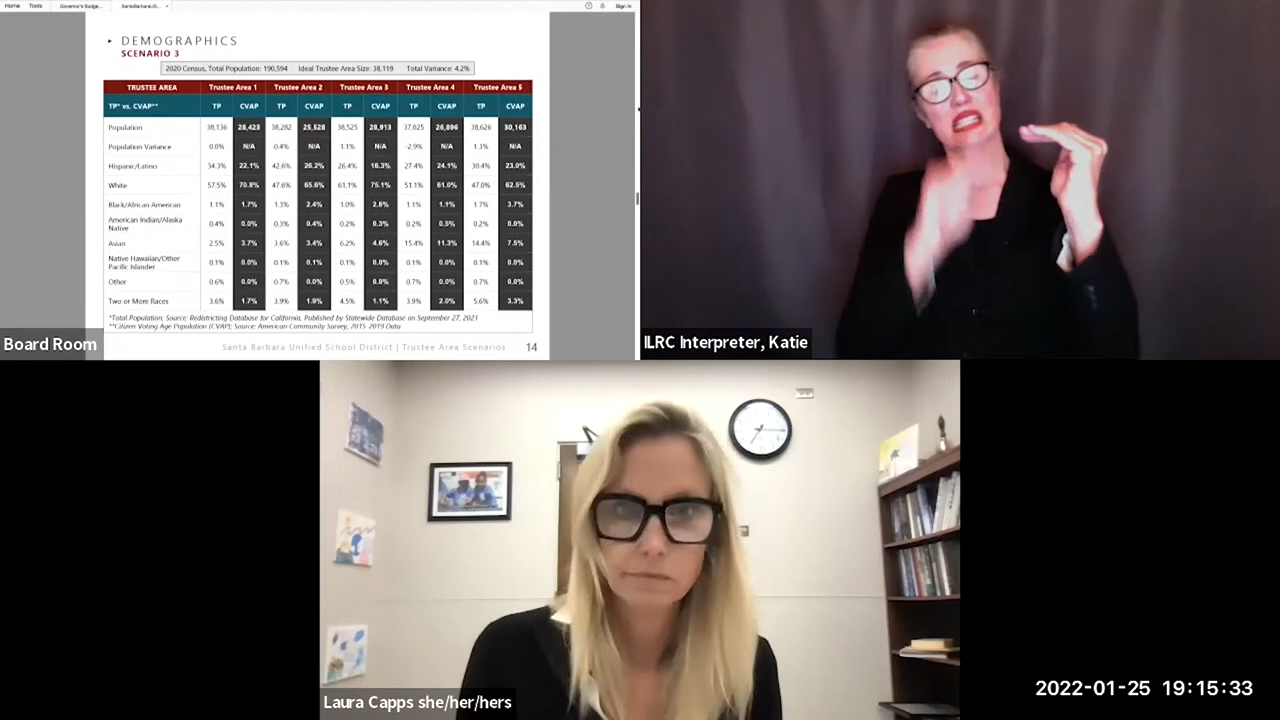 Home Tools Governor's Budge... SantaBarbaraUS... × Sign In
DEMOGRAPHICS
SCENARIO 3
2020 Census, Total Population: 190,594 Ideal Trustee Area Size: 38,119 Total Variance: 4.2%
TRUSTEE AREA Trustee Area 1 Trustee Area 2 Trustee Area 3 Trustee Area 4 Trustee Area 5
TP* vs. CVAP** TP CVAP TP CVAP TP CVAP TP CVAP TP CVAP
Population 38,136 28,423 38,282 25,528 38,525 28,913 37,025 26,890 38,626 30,163
Population Variance 0.0% N/A 0.4% N/A 1.1% N/A -2.9% N/A 1.3% N/A
Hispanic/Latino 34.3% 22.1% 42.6% 26.2% 26.4% 16.3% 27.4% 24.1% 30.4% 23.0%
White 57.5% 70.8% 47.6% 65.6% 61.1% 75.1% 51.1% 61.0% 47.0% 62.5%
Black/African American 1.1% 1.7% 1.3% 2.4% 1.0% 2.6% 1.1% 1.1% 1.7% 3.7%
American Indian/Alaska
Native 0.4% 0.0% 0.3% 0.4% 0.2% 0.3% 0.2% 0.5% 0.2% 0.0%
Asian 2.5% 3.7% 3.6% 3.4% 6.2% 4.6% 15.4% 11.3% 14.4% 7.5%
Native Hawaiian/Other
Pacific Islander 0.1% 0.0% 0.1% 0.1% 0.1% 0.0% 0.1% 0.0% 0.1% 0.0%
Other 0.6% 0.0% 0.7% 0.0% 0.5% 0.0% 0.7% 0.0% 0.7% 0.0%
Two or More Races 3.6% 1.7% 3.9% 1.9% 4.5% 1.1% 3.9% 2.0% 5.6% 3.3%
*Total Population; Source: Redistricting Database for California, Published by Statewide Database on September 27, 2021
**Citizen Voting Age Population (CVAP); Source: American Community Survey, 2015-2019 Data
Santa Barbara Unified School District | Trustee Area Scenarios 14
Board Room
ILRC Interpreter, Katie
Laura Capps she/her/hers
2022-01-25 19:15:33